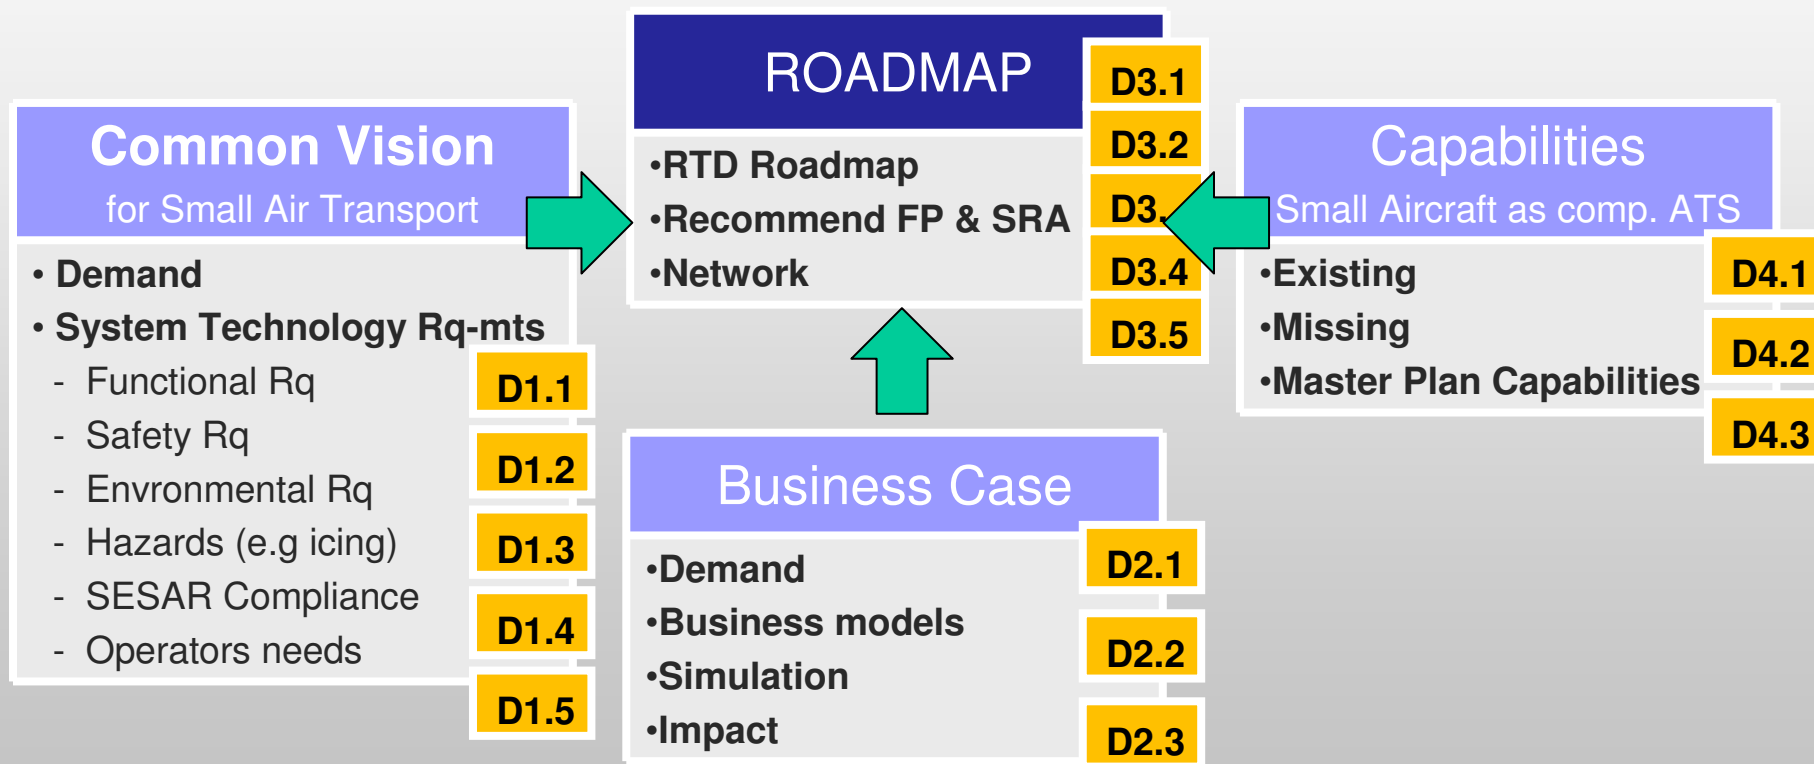 Common Vision
for Small Air Transport
• Demand
• System Technology Rq-mts
- Functional Rq
- Safety Rq
- Envronmental Rq
- Hazards (e.g icing)
- SESAR Compliance
- Operators needs
D1.1
D1.2
D1.3
D1.4
D1.5
ROADMAP
•RTD Roadmap
•Recommend FP & SRA
•Network
D3.1
D3.2
D3.
D3.4
D3.5
Business Case
•Demand
•Business models
•Simulation
•Impact
D2.1
D2.2
D2.3
Capabilities
Small Aircraft as comp. ATS
•Existing
•Missing
•Master Plan Capabilities
D4.1
D4.2
D4.3